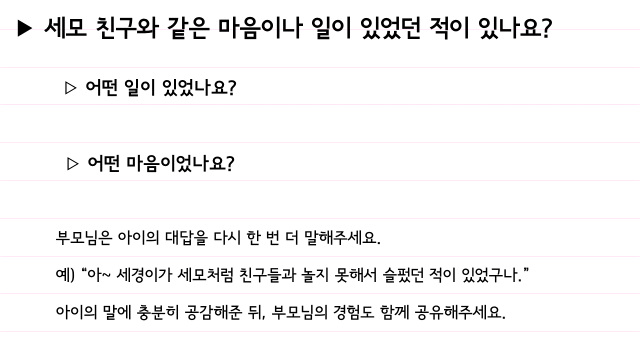 ▶ 세모 친구와 같은 마음이나 일이 있었던 적이 있나요?
▷ 어떤 일이 있었나요?
▷ 어떤 마음이었나요?
부모님은 아이의 대답을 다시 한 번 더 말해주세요.
예) “아~ 세경이가 세모처럼 친구들과 놀지 못해서 슬펐던 적이 있었구나.”
아이의 말에 충분히 공감해준 뒤, 부모님의 경험도 함께 공유해주세요.